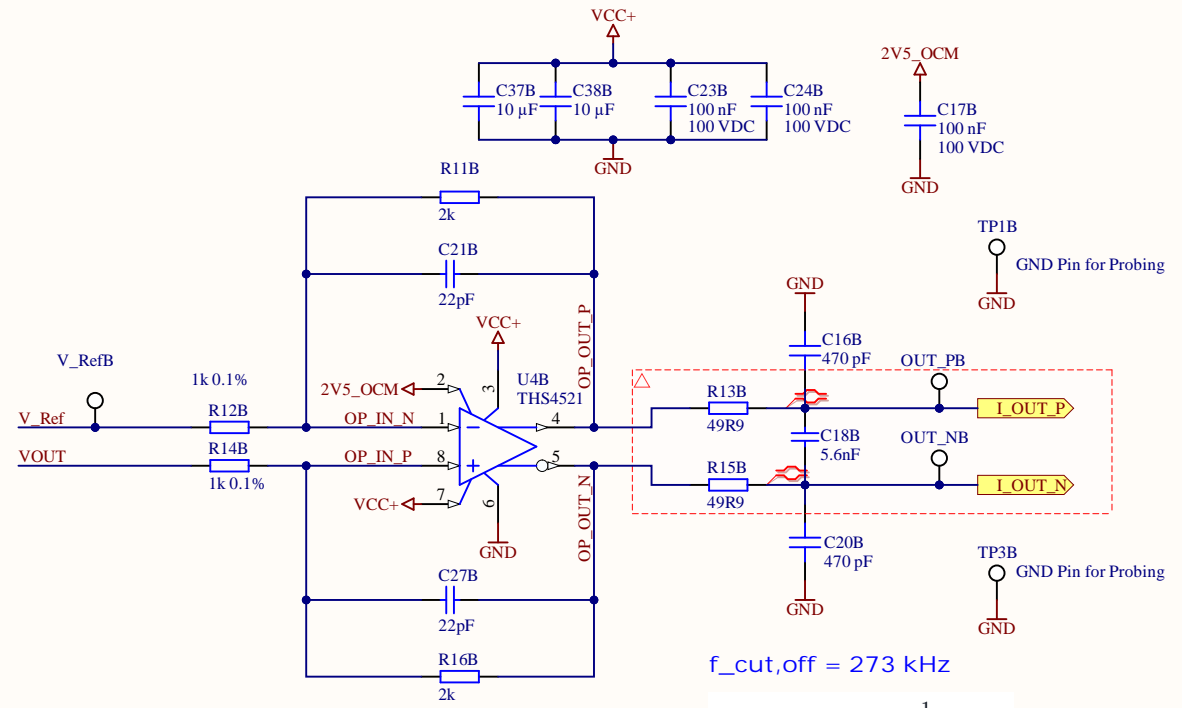 VCC+
C37B
10 µF
C38B
10 µF
C23B
100 nF
100 VDC
C24B
100 nF
100 VDC
GND
2V5_OCM
C17B
100 nF
100 VDC
GND
R11B
2k
C21B
22pF
TP1B
GND Pin for Probing
GND
V_RefB
1k 0.1%
V_Ref
R12B
VOUT
R14B
1k 0.1%
VCC+
2V5_OCM
2
3
U4B
THS4521
OP_IN_N
1
4
OP_IN_P
8
5
VCC+
7
6
GND
OP_OUT_P
OP_OUT_N
GND
C16B
470 pF
OUT_PB
R13B
49R9
I_OUT_P
C18B
5.6nF
OUT_NB
R15B
49R9
I_OUT_N
C20B
470 pF
GND
TP3B
GND Pin for Probing
GND
C27B
22pF
R16B
2k
f_cut,off = 273 kHz
1